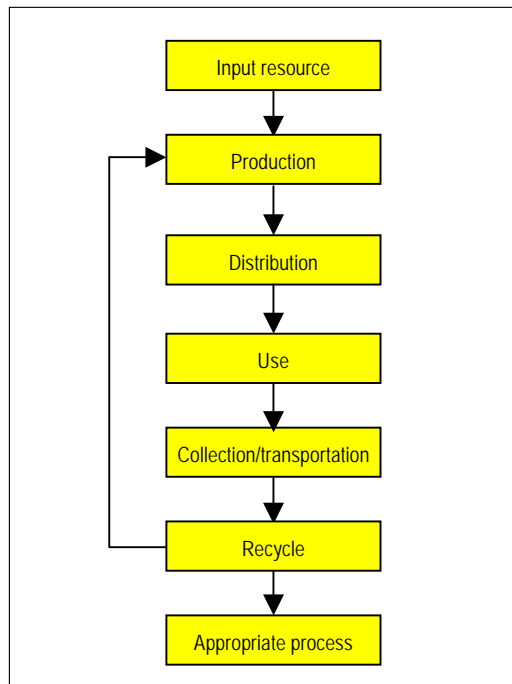 Input resource
Production
Distribution
Use
Collection/transportation
Recycle
Appropriate process